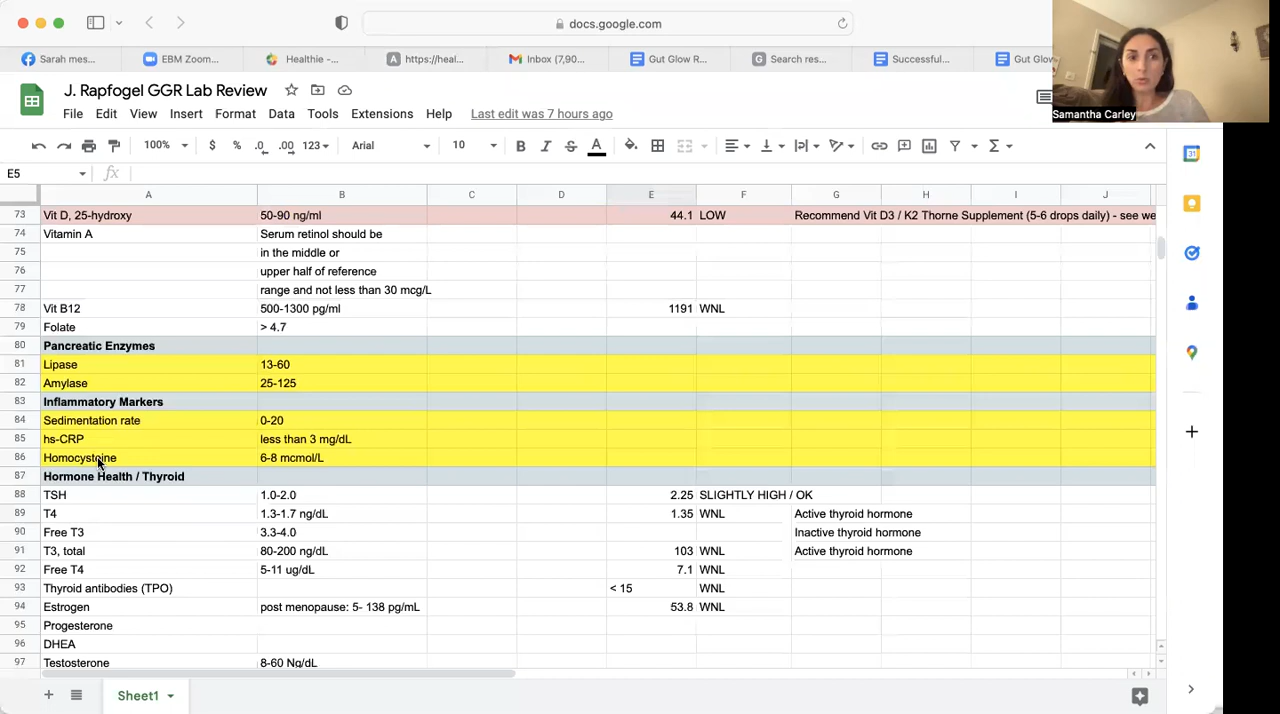 docs.google.com
Sarah mes... EBM Zoom... Healthie -... https://heal... Inbox (7,90... Gut Glow R... Search res... Successful... Gut Glow
J. Rapfogel GGR Lab Review
Samantha Carley
File Edit View Insert Format Data Tools Extensions Help Last edit was 7 hours ago
100% $ % .0 .00 123 Arial 10 B I S A
E5 fx
A B C D E F G H I J
73 Vit D, 25-hydroxy 50-90 ng/ml 44.1 LOW Recommend Vit D3 / K2 Thorne Supplement (5-6 drops daily) - see we
74 Vitamin A Serum retinol should be
75 in the middle or
76 upper half of reference
77 range and not less than 30 mcg/L
78 Vit B12 500-1300 pg/ml 1191 WNL
79 Folate > 4.7
80 Pancreatic Enzymes
81 Lipase 13-60
82 Amylase 25-125
83 Inflammatory Markers
84 Sedimentation rate 0-20
85 hs-CRP less than 3 mg/dL
86 Homocysteine 6-8 mcmol/L
87 Hormone Health / Thyroid
88 TSH 1.0-2.0 2.25 SLIGHTLY HIGH / OK
89 T4 1.3-1.7 ng/dL 1.35 WNL Active thyroid hormone
90 Free T3 3.3-4.0 Inactive thyroid hormone
91 T3, total 80-200 ng/dL 103 WNL Active thyroid hormone
92 Free T4 5-11 ug/dL 7.1 WNL
93 Thyroid antibodies (TPO) < 15 WNL
94 Estrogen post menopause: 5- 138 pg/mL 53.8 WNL
95 Progesterone
96 DHEA
97 Testosterone 8-60 Ng/dL
Sheet1